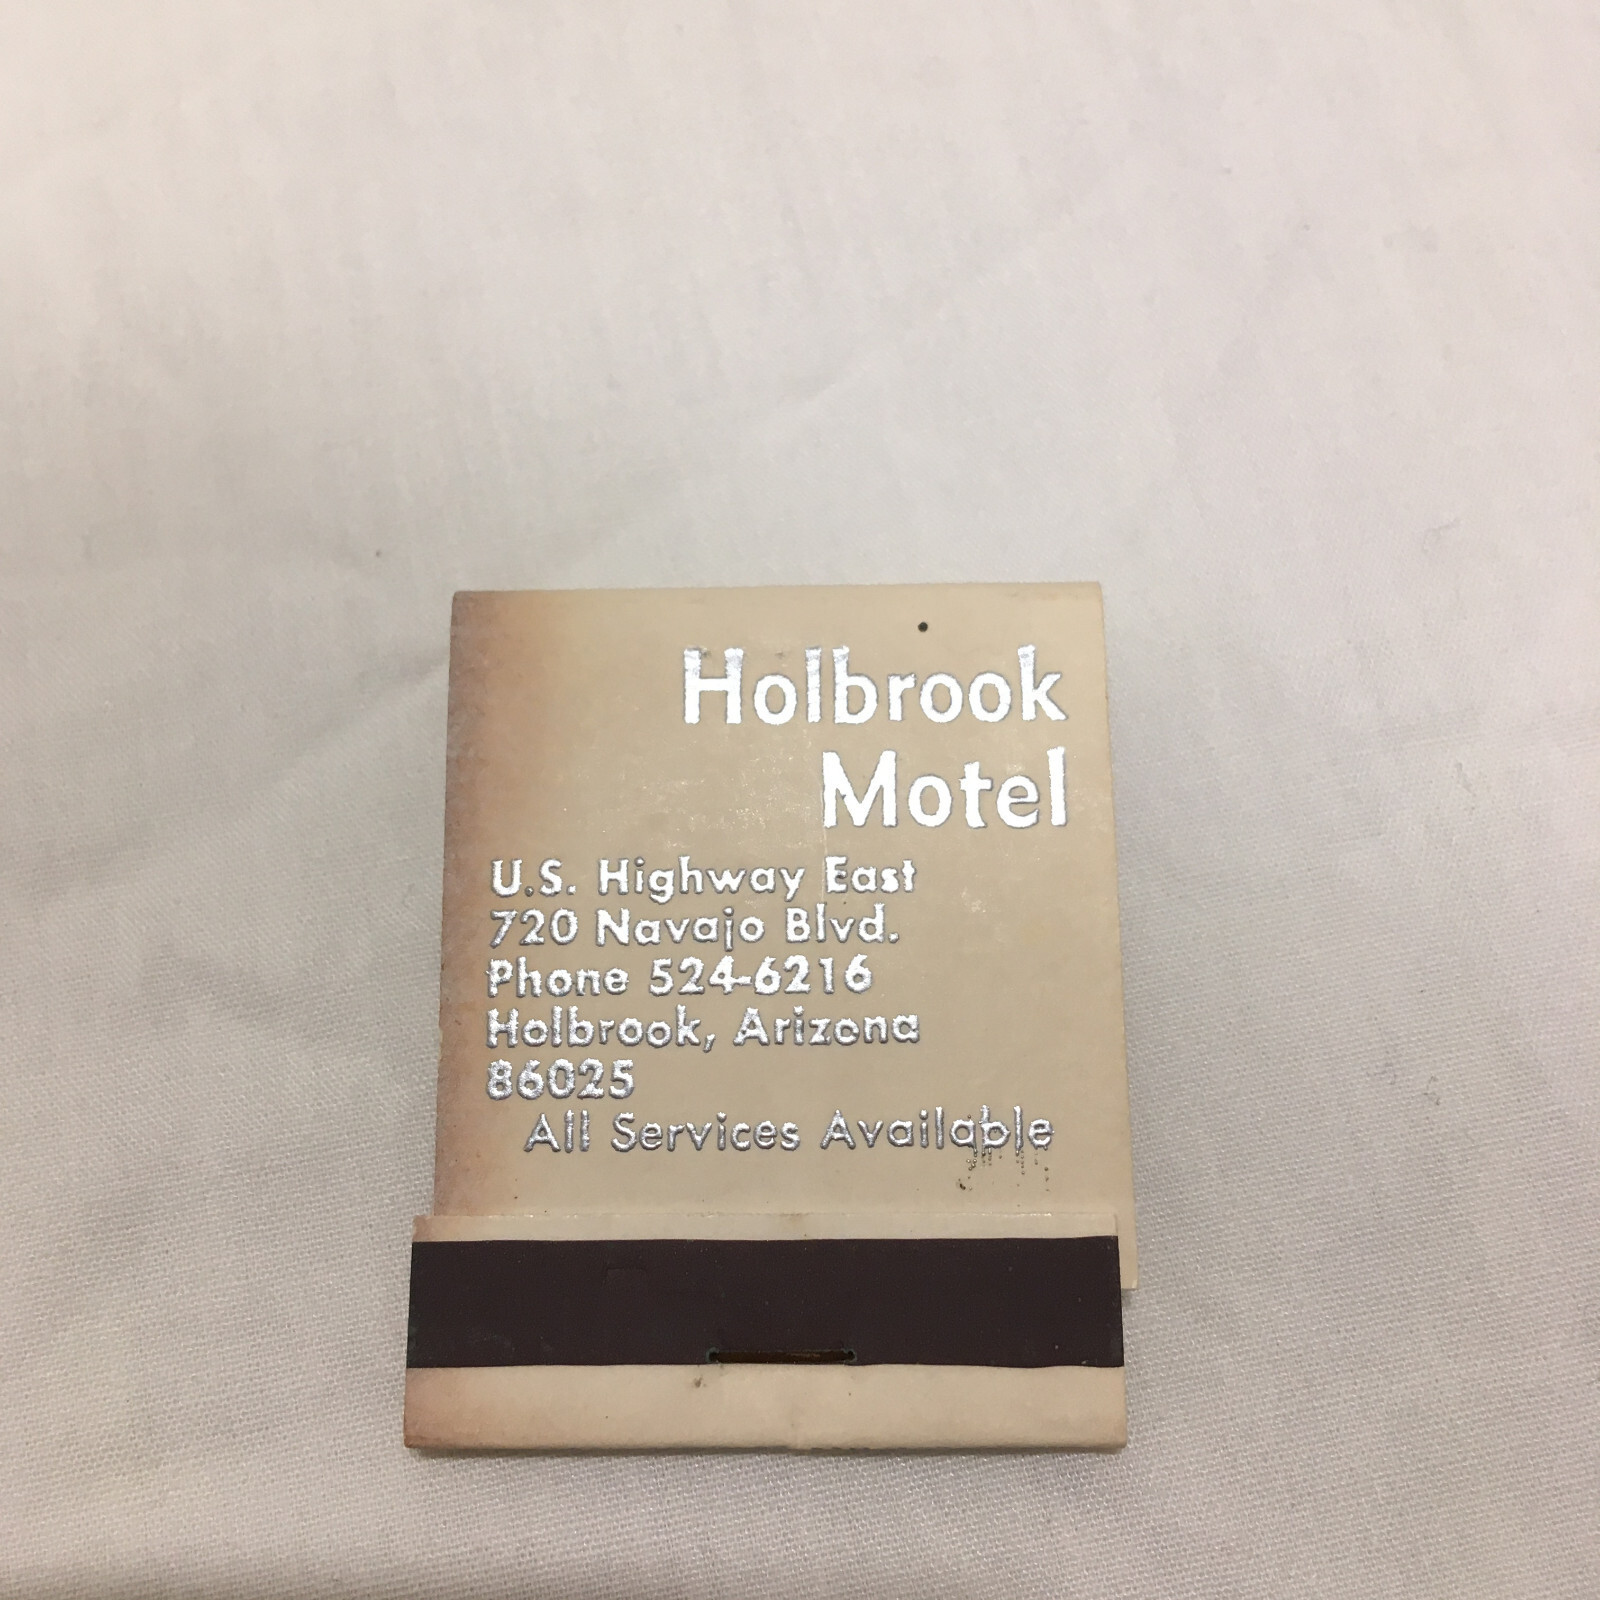 Holbrook
Motel
U.S. Highway East
720 Navajo Blvd.
Phone 524-6216
Holbrook, Arizona
86025
All Services Available